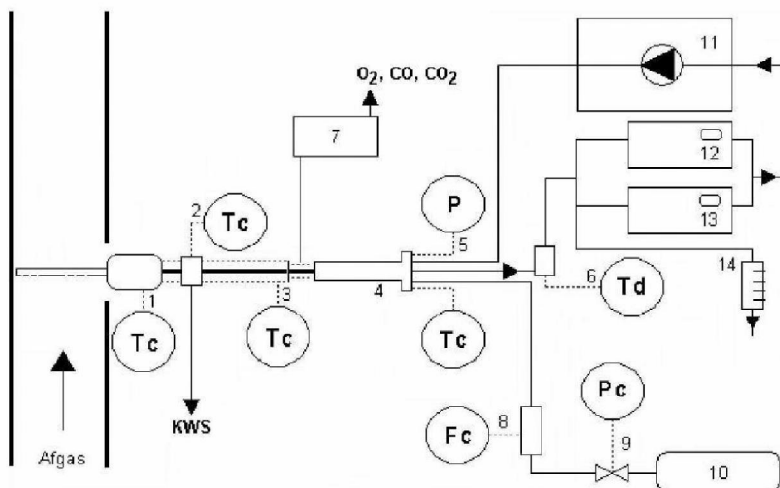 11
O₂, CO, CO₂
7
12
2
Tc
P
13
5
14
4
6
Td
1
3
Tc
Tc
Tc
Pc
Fc
8
9
KWS
Afgas
10